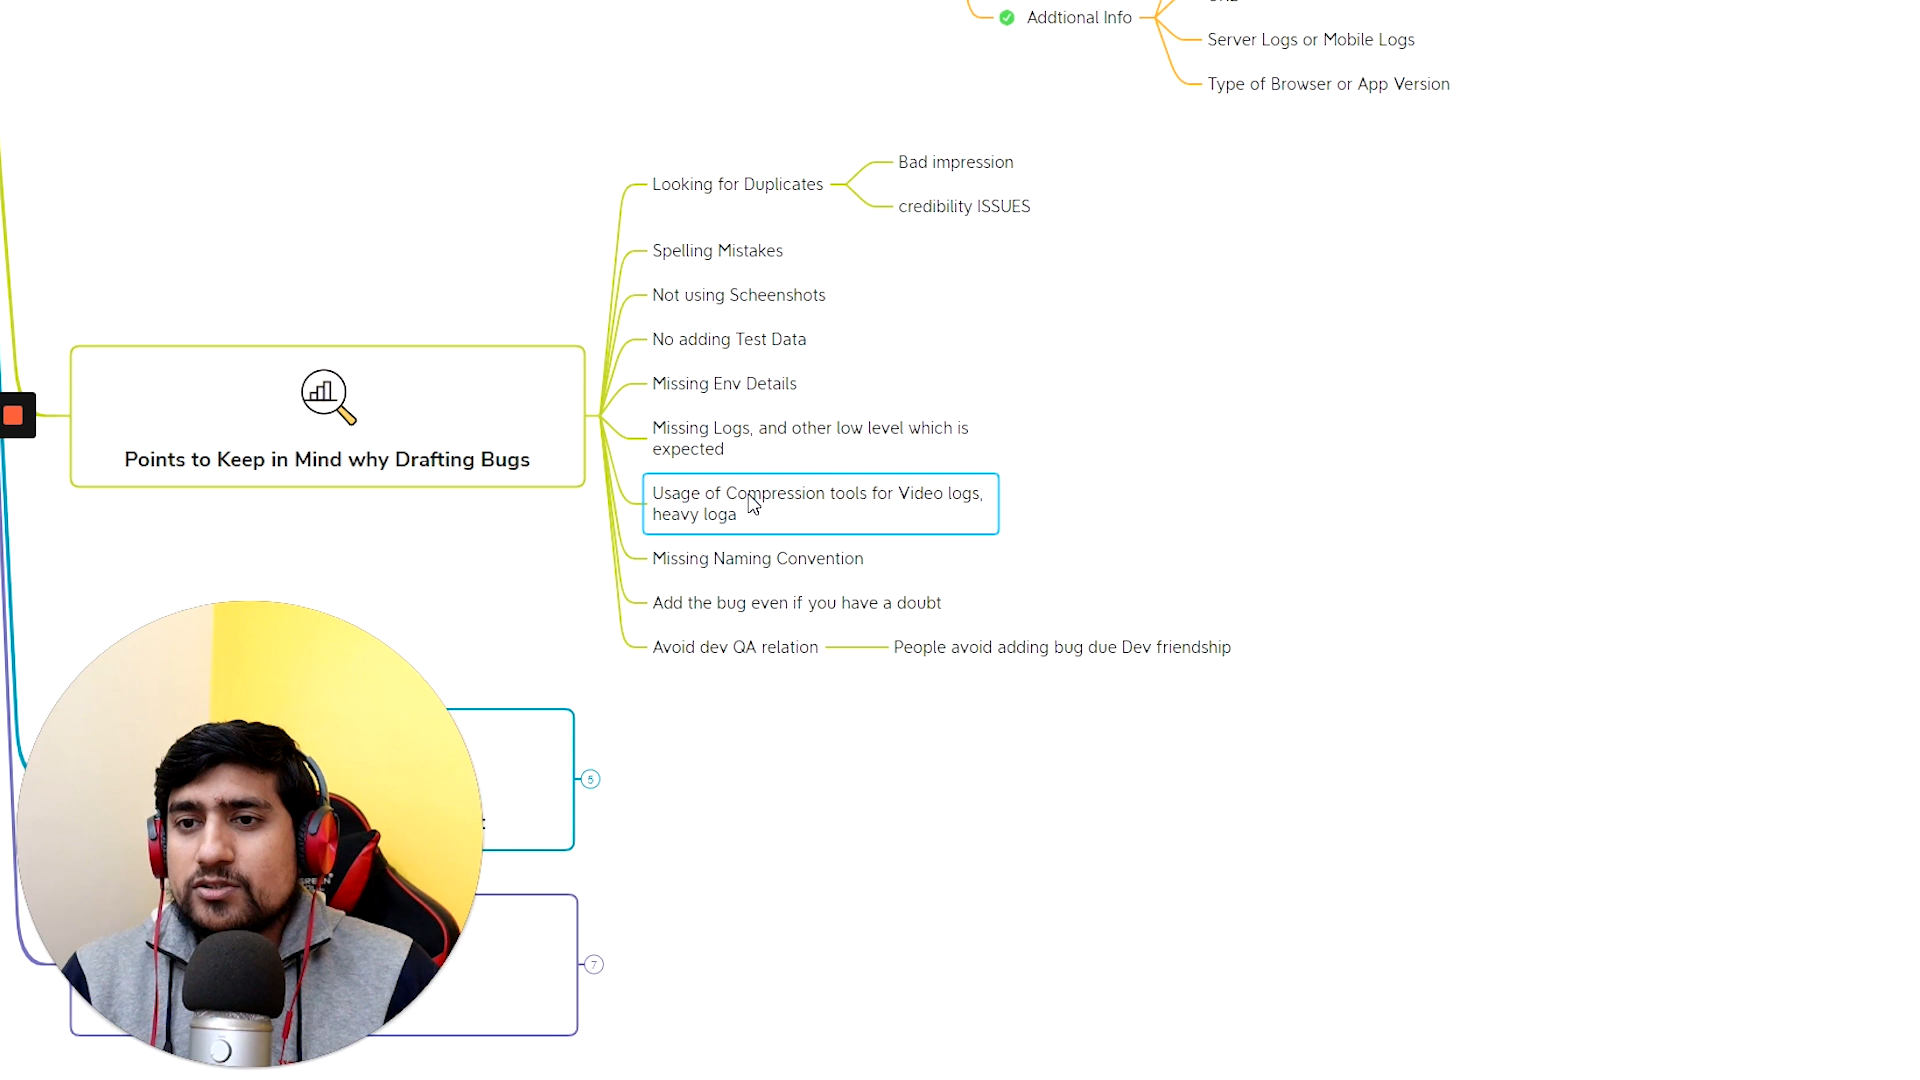 Addtional Info
Server Logs or Mobile Logs
Type of Browser or App Version
Looking for Duplicates
Bad impression
credibility ISSUES
Spelling Mistakes
Not using Scheenshots
No adding Test Data
Missing Env Details
Missing Logs, and other low level which is
expected
Usage of Compression tools for Video logs,
heavy loga
Missing Naming Convention
Add the bug even if you have a doubt
Avoid dev QA relation
People avoid adding bug due Dev friendship
Points to Keep in Mind why Drafting Bugs
5
7